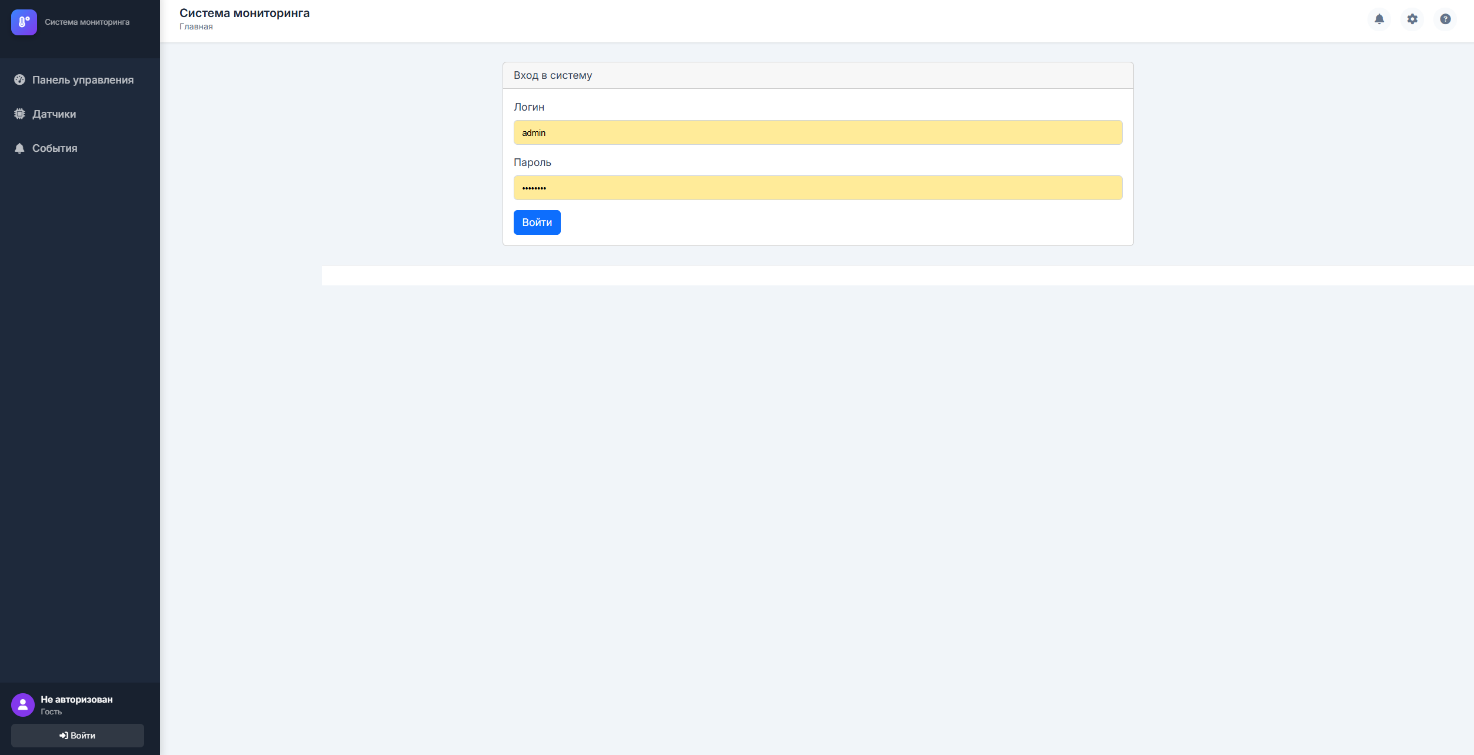 Система мониторинга
Панель управления
Датчики
События
Не авторизован
Гость
Войти
Система мониторинга
Главная
Вход в систему
Логин
admin
Пароль
••••••••
Войти